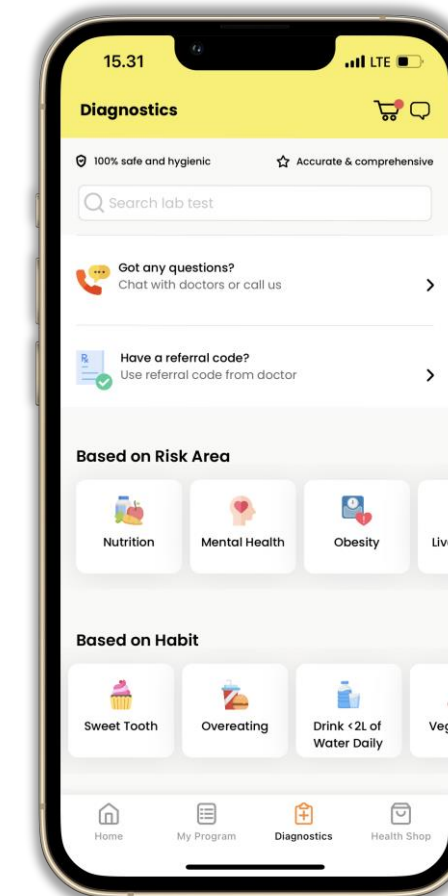 15.31
LTE
Diagnostics
100% safe and hygienic
Accurate & comprehensive
Search lab test
Got any questions?
Chat with doctors or call us
Have a referral code?
Use referral code from doctor
Based on Risk Area
Nutrition
Mental Health
Obesity
Based on Habit
Sweet Tooth
Overeating
Drink <2L of
Water Daily
Home
My Program
Diagnostics
Health Shop